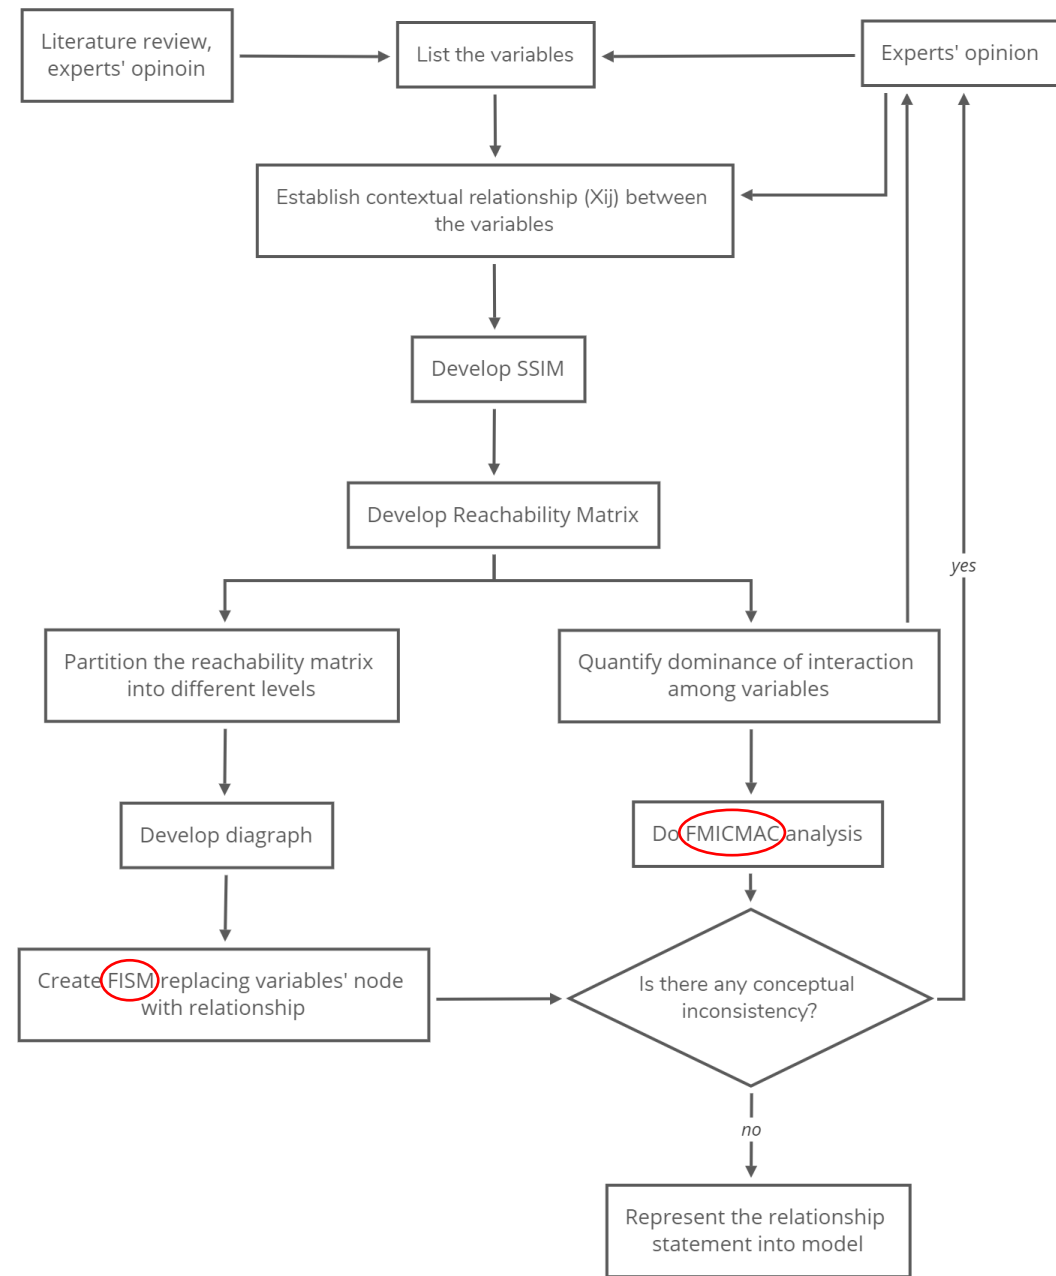 Literature review,
experts' opinoin
List the variables
Experts' opinion
Establish contextual relationship (Xij) between
the variables
Develop SSIM
Develop Reachability Matrix
yes
Partition the reachability matrix
into different levels
Quantify dominance of interaction
among variables
Develop diagraph
Do FMICMAC analysis
Create FISM replacing variables' node
with relationship
Is there any conceptual
inconsistency?
no
Represent the relationship
statement into model